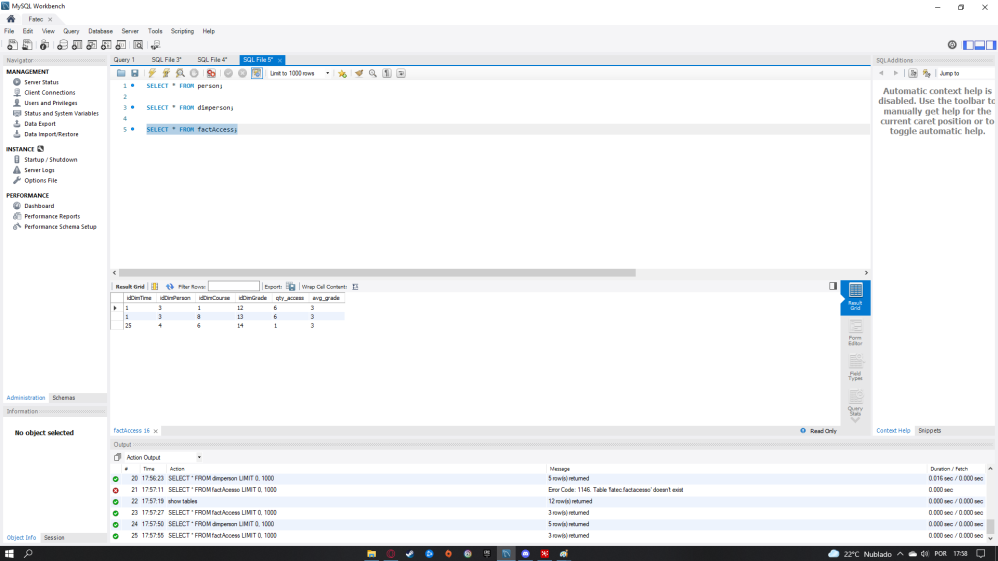 MySQL Workbench
Fatec ×
File Edit View Query Database Server Tools Scripting Help
Navigator
MANAGEMENT
Server Status
Client Connections
Users and Privileges
Status and System Variables
Data Export
Data Import/Restore
INSTANCE
Startup / Shutdown
Server Logs
Options File
PERFORMANCE
Dashboard
Performance Reports
Performance Schema Setup
Administration Schemas
Information
No object selected
Object Info Session
Query 1 SQL File 3* SQL File 4* SQL File 5* ×
Limit to 1000 rows
1 SELECT * FROM person;
2
3 SELECT * FROM dimperson;
4
5 SELECT * FROM factAccess;
Result Grid Filter Rows: Export: Wrap Cell Content:
idDimTime idDimPerson idDimCourse idDimGrade qty_access avg_grade
1 3 1 12 6 3
1 3 8 13 6 3
25 4 6 14 1 3
Result Grid
Form Editor
Field Types
Query Stats
factAccess 16 × Read Only
SQLAdditions
Jump to
Automatic context help is
disabled. Use the toolbar to
manually get help for the
current caret position or to
toggle automatic help.
Context Help Snippets
Output
Action Output
# Time Action Message Duration / Fetch
20 17:56:23 SELECT * FROM dimperson LIMIT 0, 1000 5 row(s) returned 0.016 sec / 0.000 sec
21 17:57:11 SELECT * FROM factAcesso LIMIT 0, 1000 Error Code: 1146. Table 'fatec.factacesso' doesn't exist 0.000 sec
22 17:57:19 show tables 12 row(s) returned 0.000 sec / 0.000 sec
23 17:57:27 SELECT * FROM factAccess LIMIT 0, 1000 3 row(s) returned 0.000 sec / 0.000 sec
24 17:57:50 SELECT * FROM dimperson LIMIT 0, 1000 5 row(s) returned 0.000 sec / 0.000 sec
25 17:57:55 SELECT * FROM factAccess LIMIT 0, 1000 3 row(s) returned 0.000 sec / 0.000 sec
22°C Nublado POR 17:58